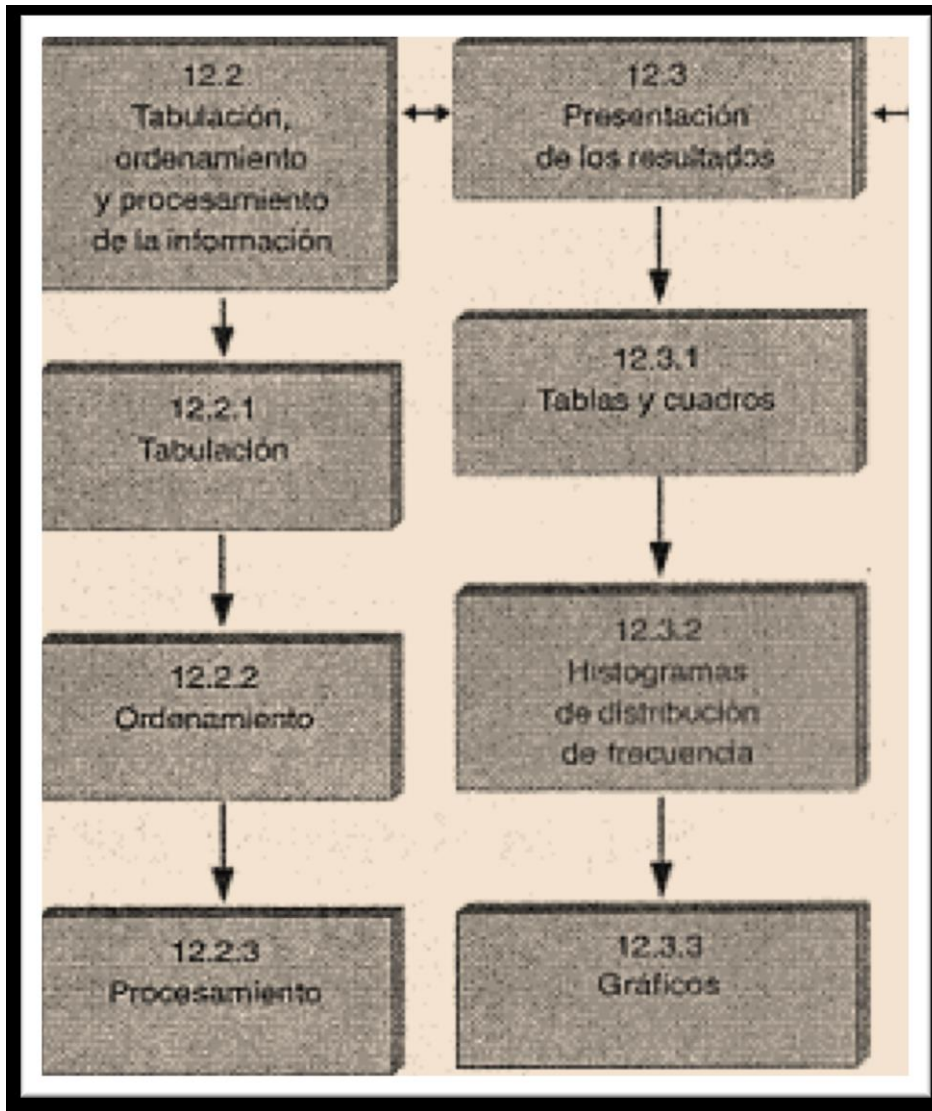 12.2
Tabulación,
ordenamiento
y procesamiento
de la información
12.2.1
Tabulación
12.2.2
Ordenamiento
12.2.3
Procesamiento
12.3
Presentación
de los resultados
12.3.1
Tablas y cuadros
12.3.2
Histogramas
de distribución
de frecuencia
12.3.3
Gráficos